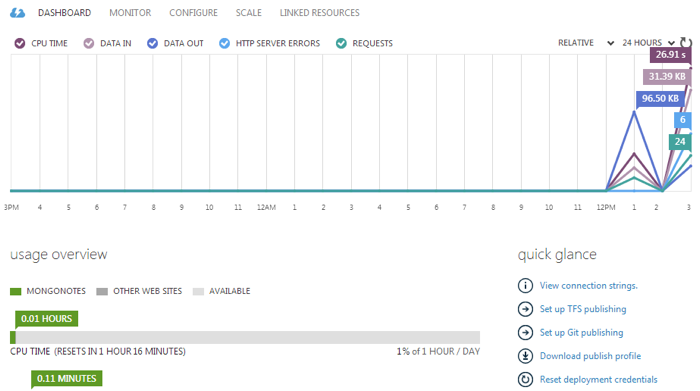 DASHBOARD MONITOR CONFIGURE SCALE LINKED RESOURCES
CPU TIME DATA IN DATA OUT HTTP SERVER ERRORS REQUESTS RELATIVE 24 HOURS
26.91 s
31.39 KB
96.50 KB
6
24
3PM 4 5 6 7 8 9 10 11 12AM 1 2 3 4 5 6 7 8 9 10 11 12PM 1 2 3
usage overview
MONGONOTES OTHER WEB SITES AVAILABLE
0.01 HOURS
CPU TIME (RESETS IN 1 HOUR 16 MINUTES) 1% of 1 HOUR / DAY
0.11 MINUTES
quick glance
View connection strings.
Set up TFS publishing
Set up Git publishing
Download publish profile
Reset deployment credentials